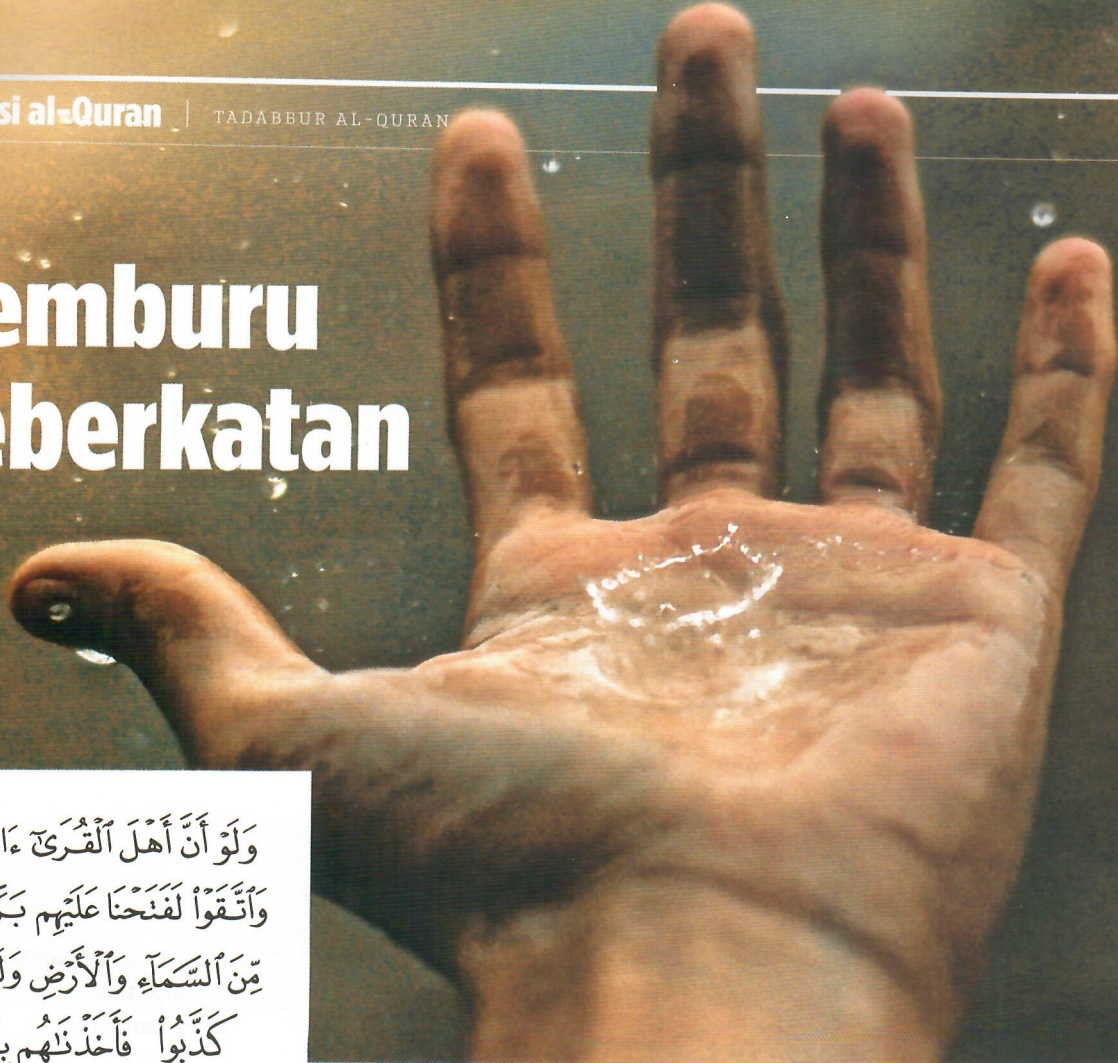 si al-Quran | TADABBUR AL-QURAN
emburu
eberkatan
وَلَوۡ أَنَّ أَهۡلَ ٱلۡقُرَىٰٓ ءَا
وَٱتَّقَوۡاْ لَفَتَحۡنَا عَلَيۡهِم بَرَ
مِّنَ ٱلسَّمَآءِ وَٱلۡأَرۡضِ وَلَ
كَذَّبُواْ فَأَخَذۡنَٰهُم بِ